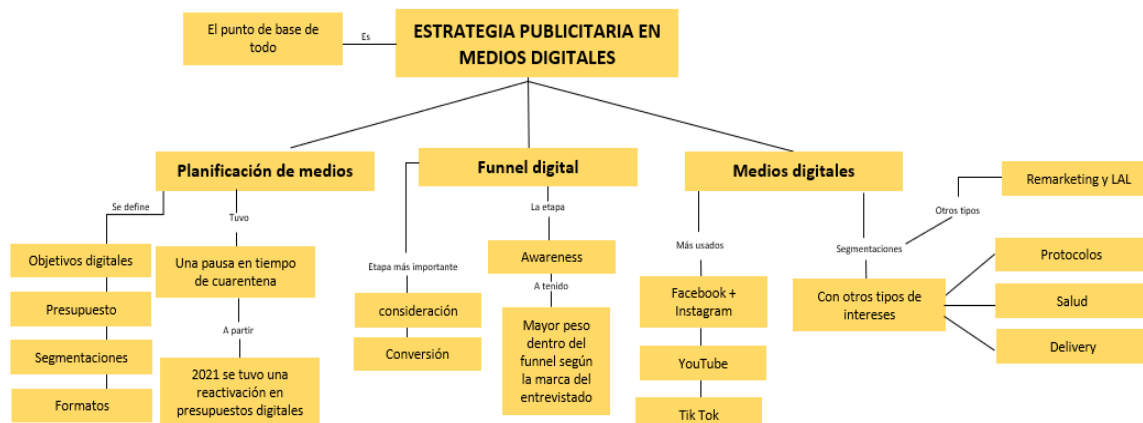 El punto de base de
todo
Es
ESTRATEGIA PUBLICITARIA EN
MEDIOS DIGITALES
Planificación de medios
Se define
Objetivos digitales
Presupuesto
Segmentaciones
Formatos
Tuvo
Una pausa en tiempo
de cuarentena
A partir
2021 se tuvo una
reactivación en
presupuestos digitales
Funnel digital
Etapa más importante
consideración
Conversión
La etapa
Awareness
A tenido
Mayor peso
dentro del
funnel según
la marca del
entrevistado
Medios digitales
Más usados
Facebook +
Instagram
YouTube
Tik Tok
Segmentaciones
Otros tipos
Remarketing y LAL
Con otros tipos de
intereses
Protocolos
Salud
Delivery